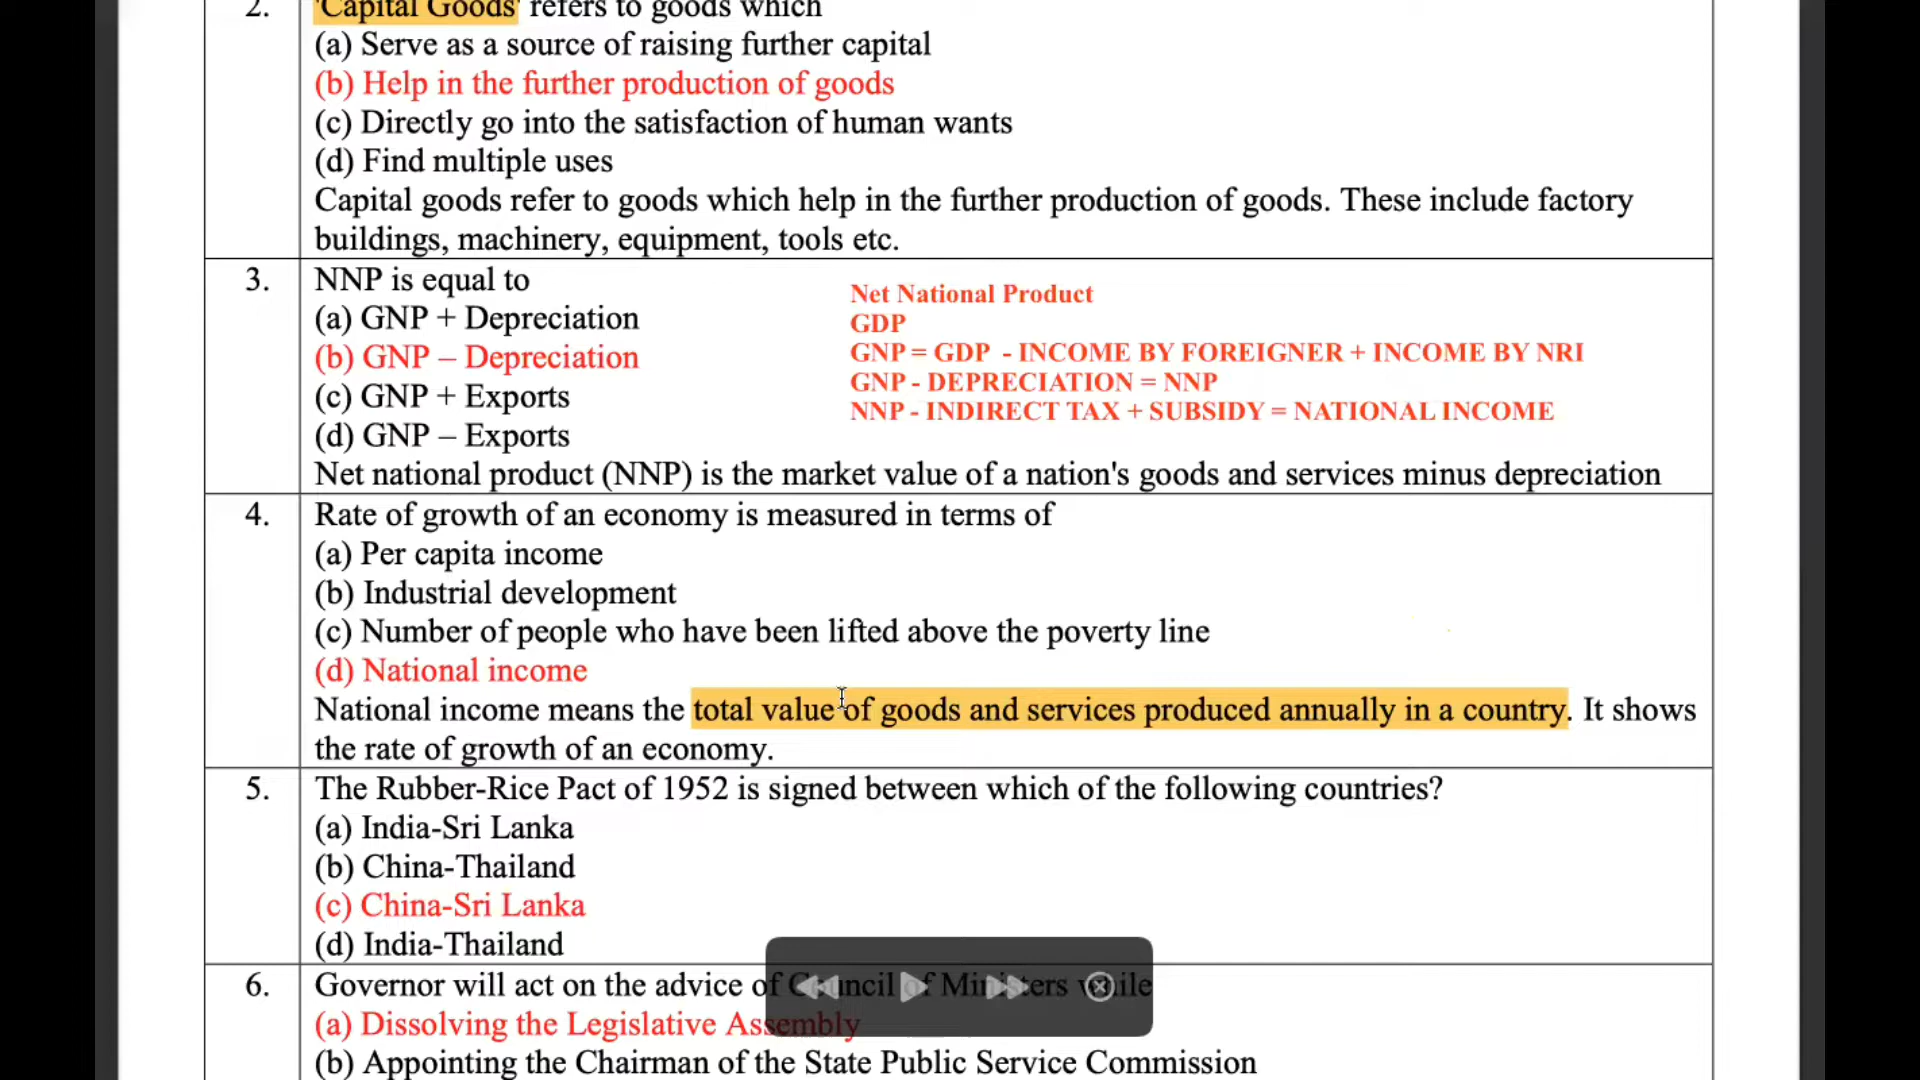 2.
'Capital Goods' refers to goods which
(a) Serve as a source of raising further capital
(b) Help in the further production of goods
(c) Directly go into the satisfaction of human wants
(d) Find multiple uses
Capital goods refer to goods which help in the further production of goods. These include factory
buildings, machinery, equipment, tools etc.
3.
NNP is equal to
(a) GNP + Depreciation
(b) GNP – Depreciation
(c) GNP + Exports
(d) GNP – Exports
Net National Product
GDP
GNP = GDP - INCOME BY FOREIGNER + INCOME BY NRI
GNP - DEPRECIATION = NNP
NNP - INDIRECT TAX + SUBSIDY = NATIONAL INCOME
Net national product (NNP) is the market value of a nation's goods and services minus depreciation
4.
Rate of growth of an economy is measured in terms of
(a) Per capita income
(b) Industrial development
(c) Number of people who have been lifted above the poverty line
(d) National income
National income means the total value of goods and services produced annually in a country. It shows
the rate of growth of an economy.
5.
The Rubber-Rice Pact of 1952 is signed between which of the following countries?
(a) India-Sri Lanka
(b) China-Thailand
(c) China-Sri Lanka
(d) India-Thailand
6.
Governor will act on the advice of Council of Ministers while
(a) Dissolving the Legislative Assembly
(b) Appointing the Chairman of the State Public Service Commission